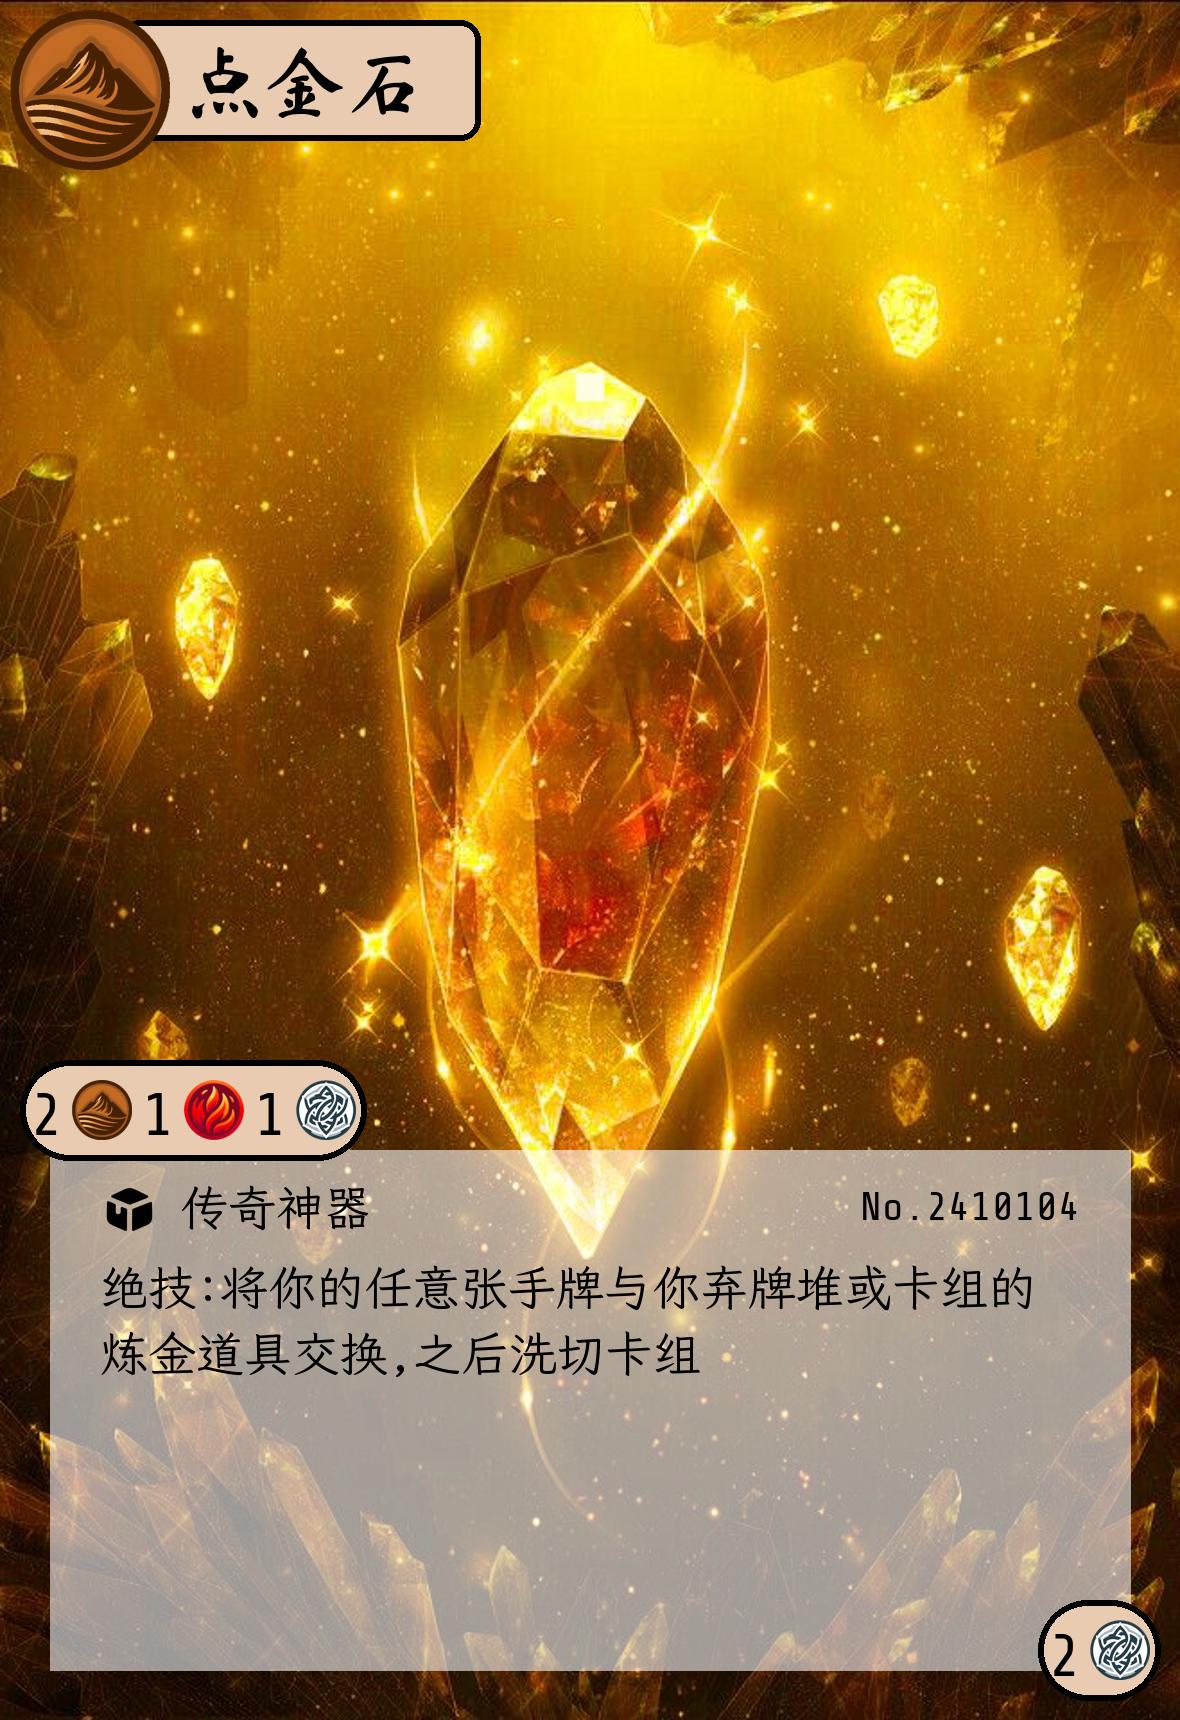 点金石
2 1 1
传奇神器
No.2410104
绝技:将你的任意张手牌与你弃牌堆或卡组的
炼金道具交换,之后洗切卡组
2